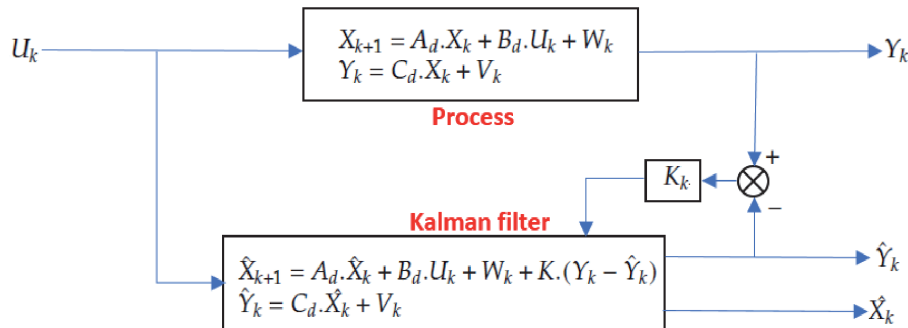 U_k
X_{k+1} = A_d.X_k + B_d.U_k + W_k
Y_k = C_d.X_k + V_k
Y_k
Process
+
K_k.
−
Kalman filter
X̂_{k+1} = A_d.X̂_k + B_d.U_k + W_k + K.(Y_k − Ŷ_k)
Ŷ_k = C_d.X̂_k + V_k
Ŷ_k
X̂_k